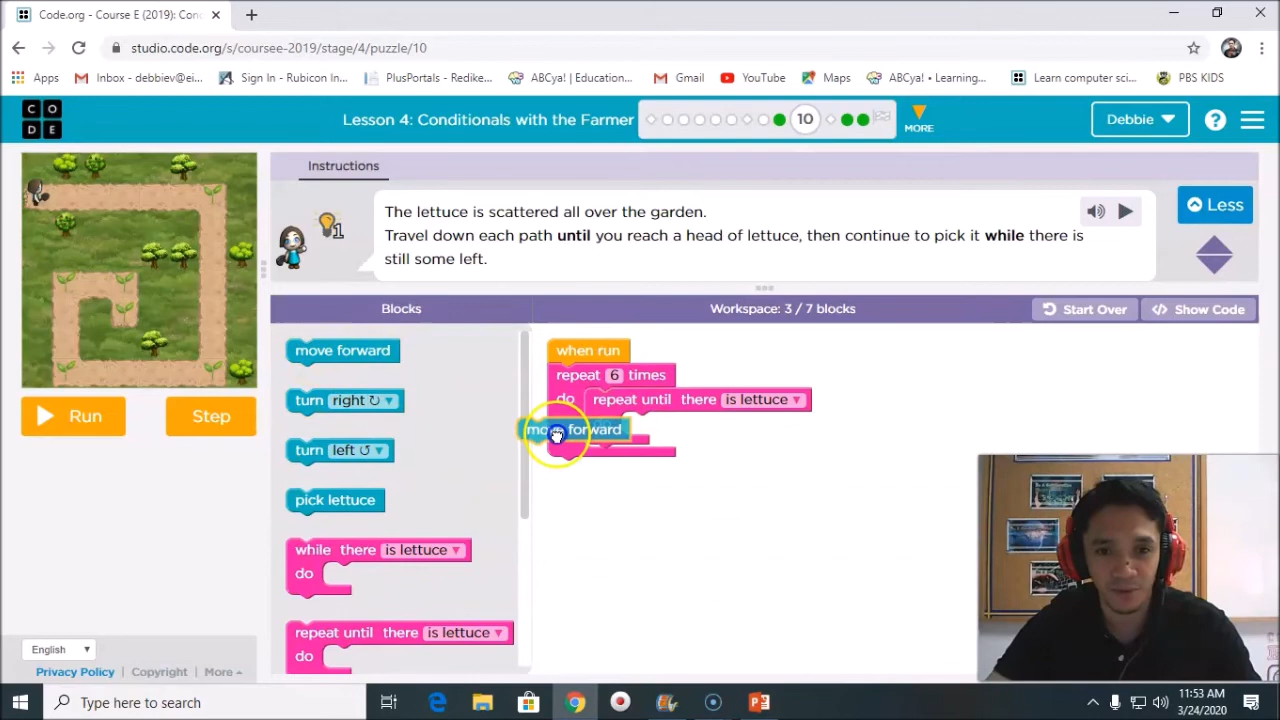 Code.org - Course E (2019): Conc
studio.code.org/s/coursee-2019/stage/4/puzzle/10
Apps
Inbox - debbiev@ei...
Sign In - Rubicon In...
PlusPortals - Redike...
ABCya! | Education...
Gmail
YouTube
Maps
ABCya! • Learning...
Learn computer sci...
PBS KIDS
C O
D E
Lesson 4: Conditionals with the Farmer
10
MORE
Debbie
?
Instructions
1
The lettuce is scattered all over the garden.
Travel down each path until you reach a head of lettuce, then continue to pick it while there is
still some left.
Less
Blocks
Workspace: 3 / 7 blocks
Start Over
</> Show Code
move forward
turn right
turn left
pick lettuce
while there is lettuce
do
repeat until there is lettuce
do
when run
repeat 6 times
do repeat until there is lettuce
move forward
Run
Step
English
Privacy Policy | Copyright | More
Type here to search
11:53 AM
3/24/2020